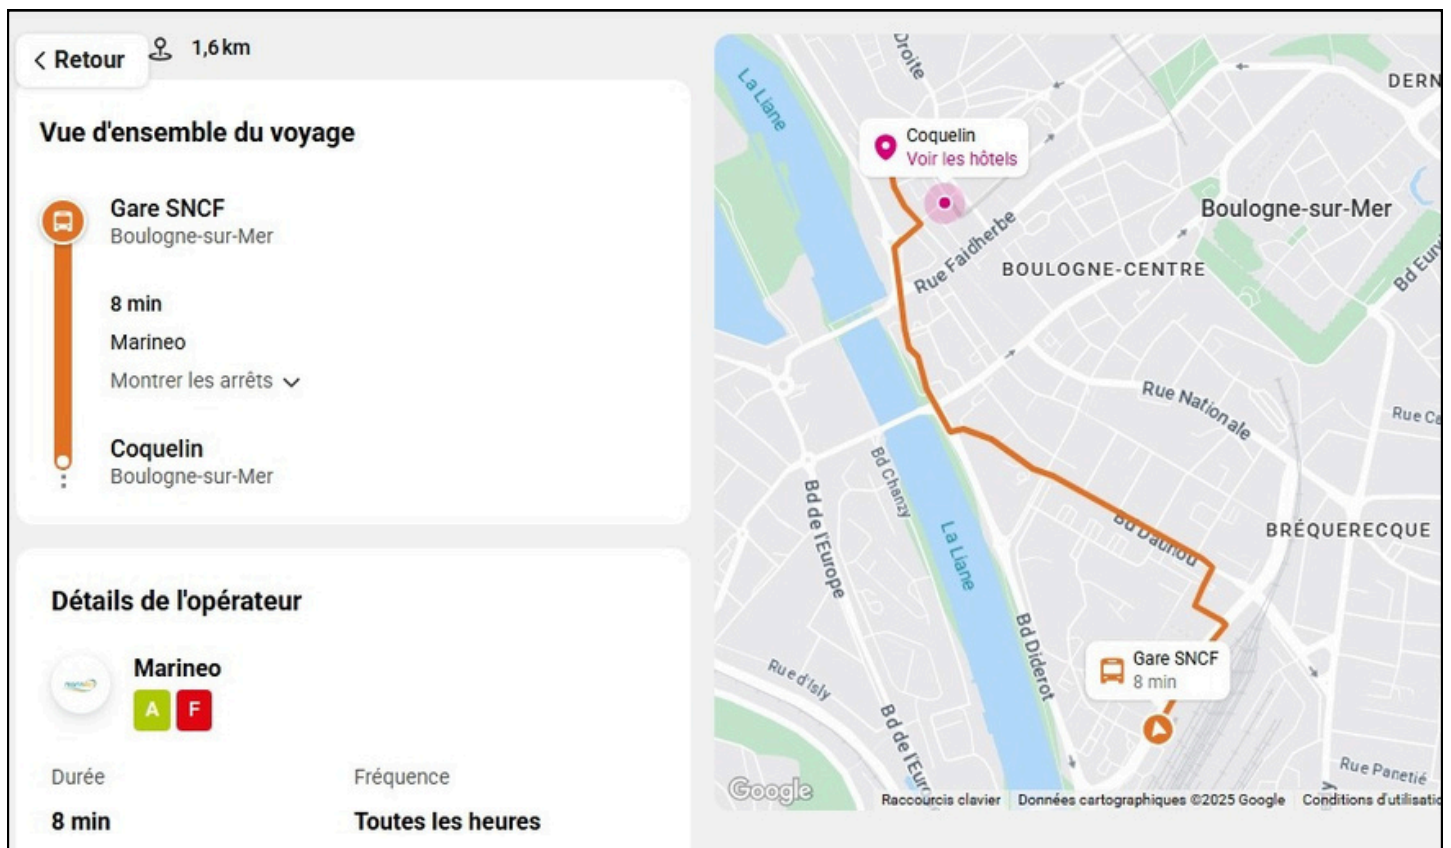 Retour
1,6 km
Vue d'ensemble du voyage
Gare SNCF
Boulogne-sur-Mer
8 min
Marineo
Montrer les arrêts
Coquelin
Boulogne-sur-Mer
Détails de l'opérateur
Marineo
A F
Durée
Fréquence
8 min
Toutes les heures
Droite
La Liane
DERN
Coquelin
Voir les hôtels
Boulogne-sur-Mer
Rue Faidherbe
BOULOGNE-CENTRE
Bd Eurv
Rue Nationale
Rue Ca
Bd Chanzy
Bd de l'Europe
La Liane
Bd Daunou
BRÉQUERECQUE
Bd Diderot
Gare SNCF
8 min
Rue d'Isly
Bd de l'Euro
Rue Panetié
Google
Raccourcis clavier
Données cartographiques ©2025 Google
Conditions d'utilisatio